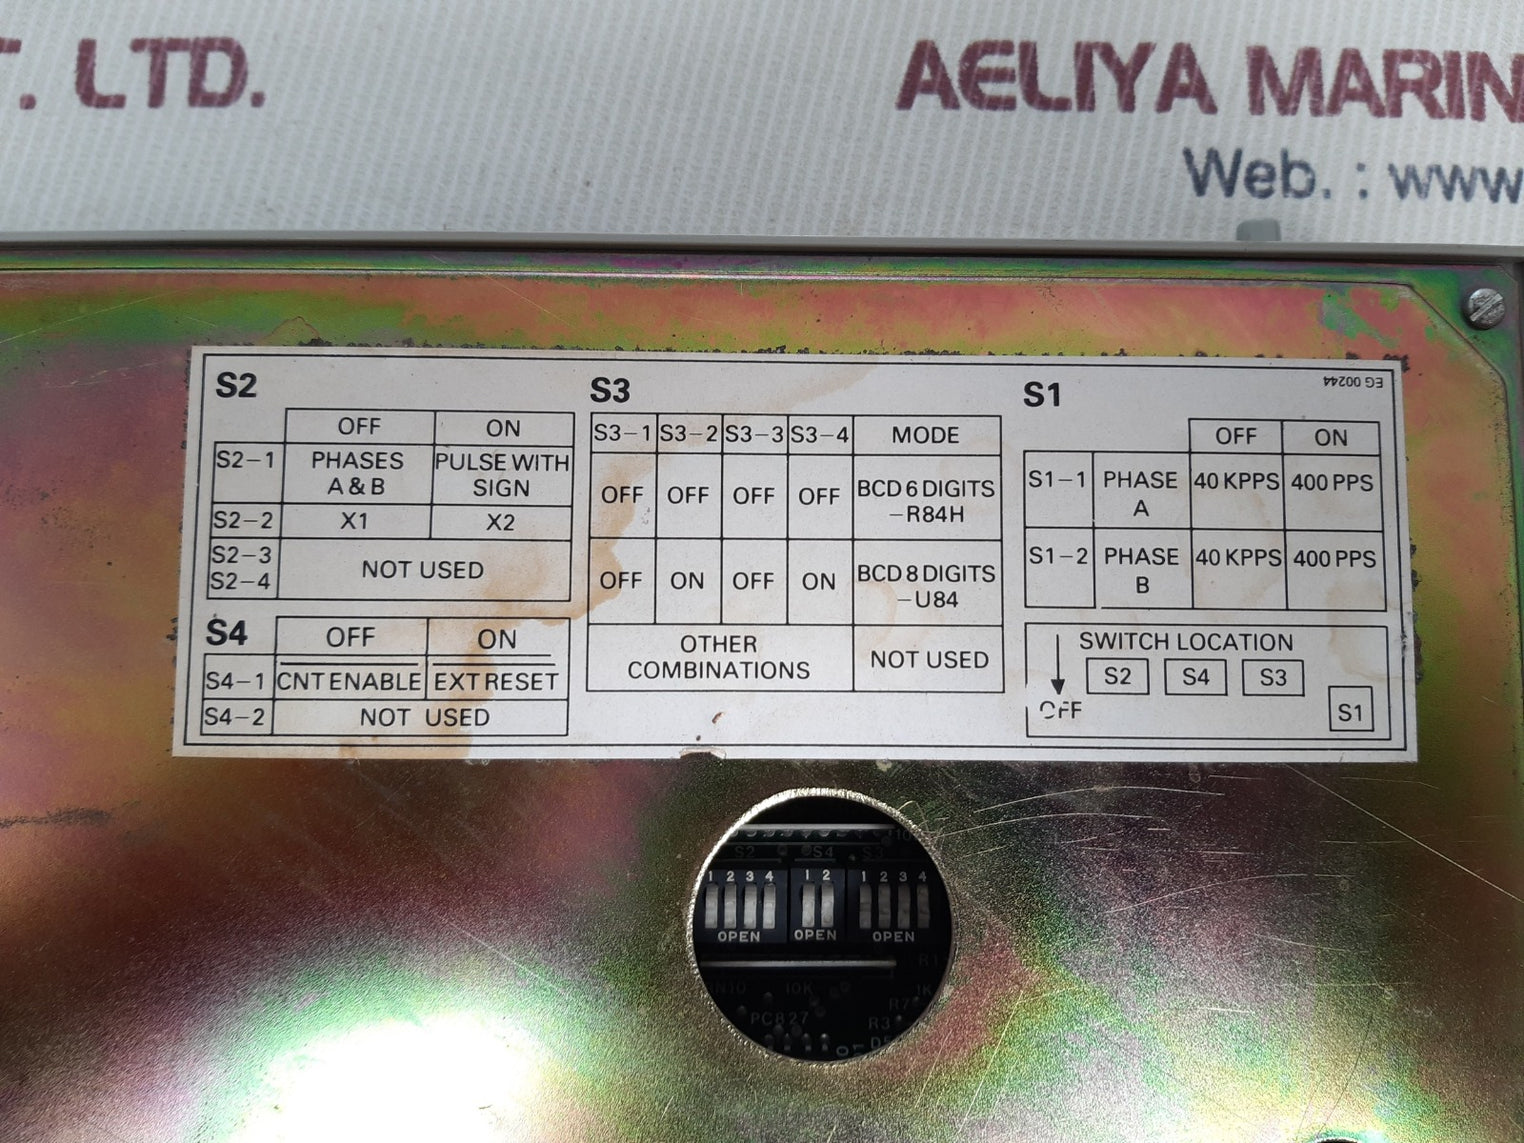 T. LTD.
AELIYA MARIN
Web. : www
EG 00244
S2
OFF ON
S2-1 PHASES A & B PULSE WITH SIGN
S2-2 X1 X2
S2-3 S2-4 NOT USED
S4 OFF ON
S4-1 CNT ENABLE EXT RESET
S4-2 NOT USED
S3
S3-1 S3-2 S3-3 S3-4 MODE
OFF OFF OFF OFF BCD 6 DIGITS -R84H
OFF ON OFF ON BCD 8 DIGITS -U84
OTHER COMBINATIONS NOT USED
S1
OFF ON
S1-1 PHASE A 40 KPPS 400 PPS
S1-2 PHASE B 40 KPPS 400 PPS
SWITCH LOCATION
S2 S4 S3
OFF
S1
S2 S4 S3
1 2 3 4 1 2 1 2 3 4
OPEN OPEN OPEN
10K
PC827
R7
R3